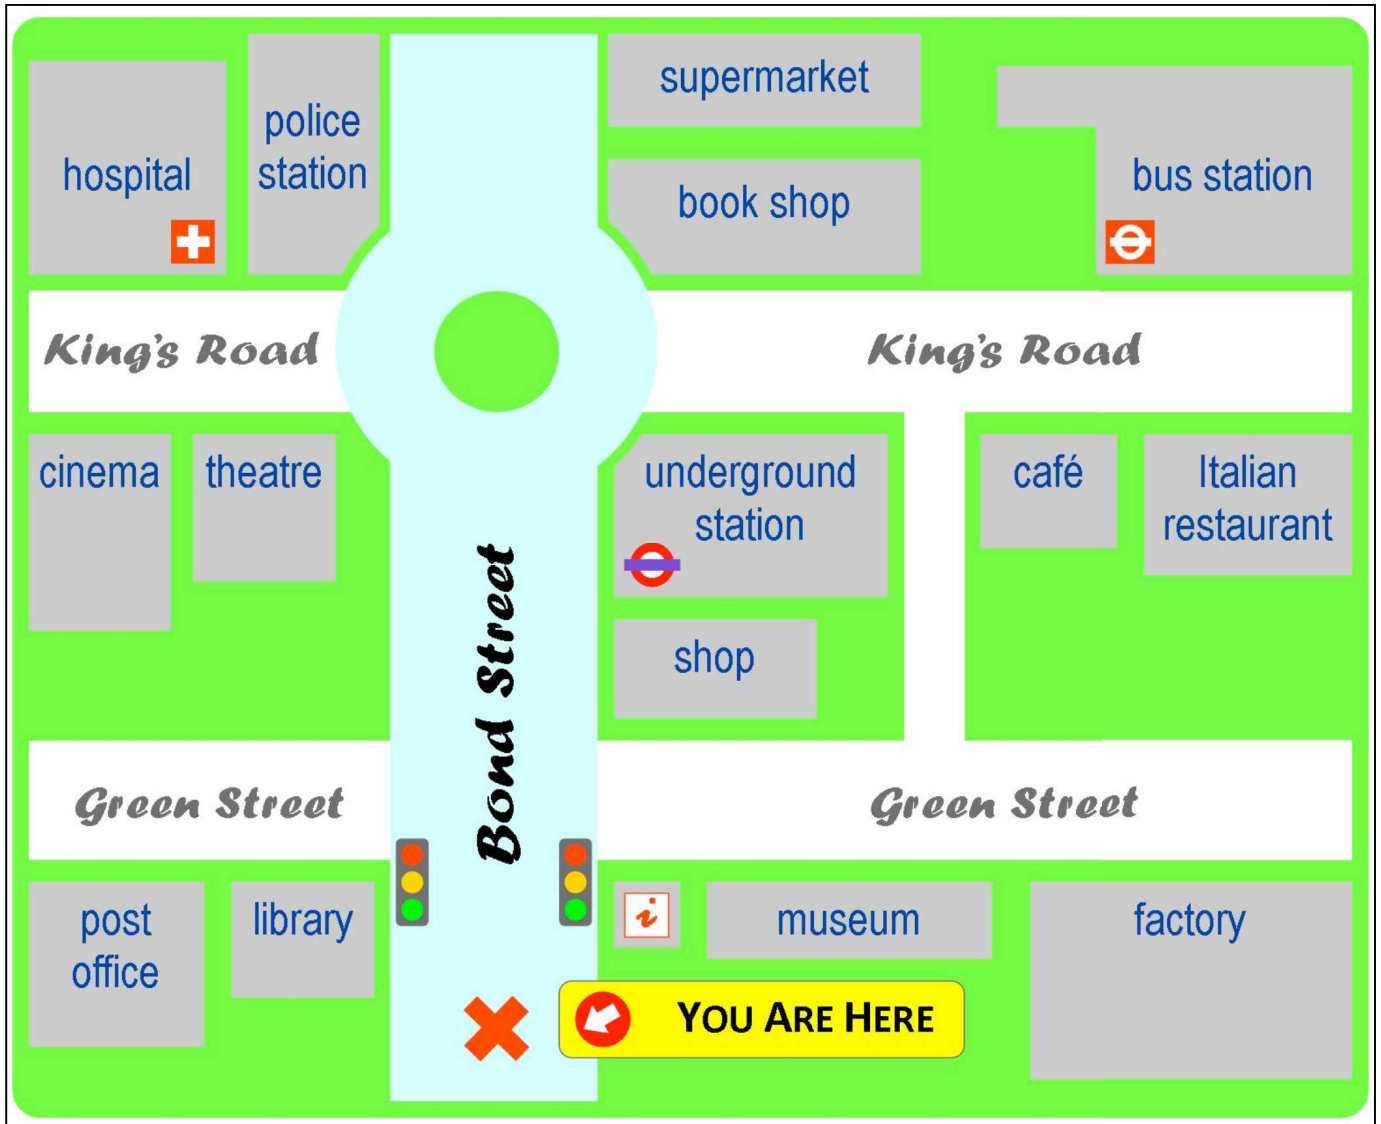 supermarket
police
station
hospital
book shop
bus station
King's Road
King's Road
cinema
theatre
underground
station
café
Italian
restaurant
shop
Bond Street
Green Street
Green Street
post
office
library
i
museum
factory
YOU ARE HERE